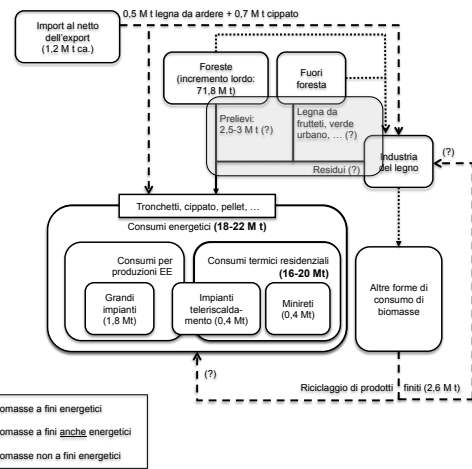 0,5 M t legna da ardere + 0,7 M t cippato
Import al netto
dell'export
(1,2 M t ca.)
Foreste
(incremento lordo:
71,8 M t)
Fuori
foresta
Prelievi:
2,5-3 M t (?)
Legna da
frutteti, verde
urbano, … (?)
Residui (?)
Industria
del legno
(?)
Tronchetti, cippato, pellet, …
Consumi energetici (18-22 M t)
Consumi per
produzioni EE
Consumi termici residenziali
(16-20 Mt)
Grandi
impianti
(1,8 Mt)
Impianti
teleriscalda-
mento (0,4 Mt)
Minireti
(0,4 Mt)
Altre forme di
consumo di
biomasse
(?)
Riciclaggio di prodotti finiti (2,6 M t)
omasse a fini energetici
omasse a fini anche energetici
omasse non a fini energetici